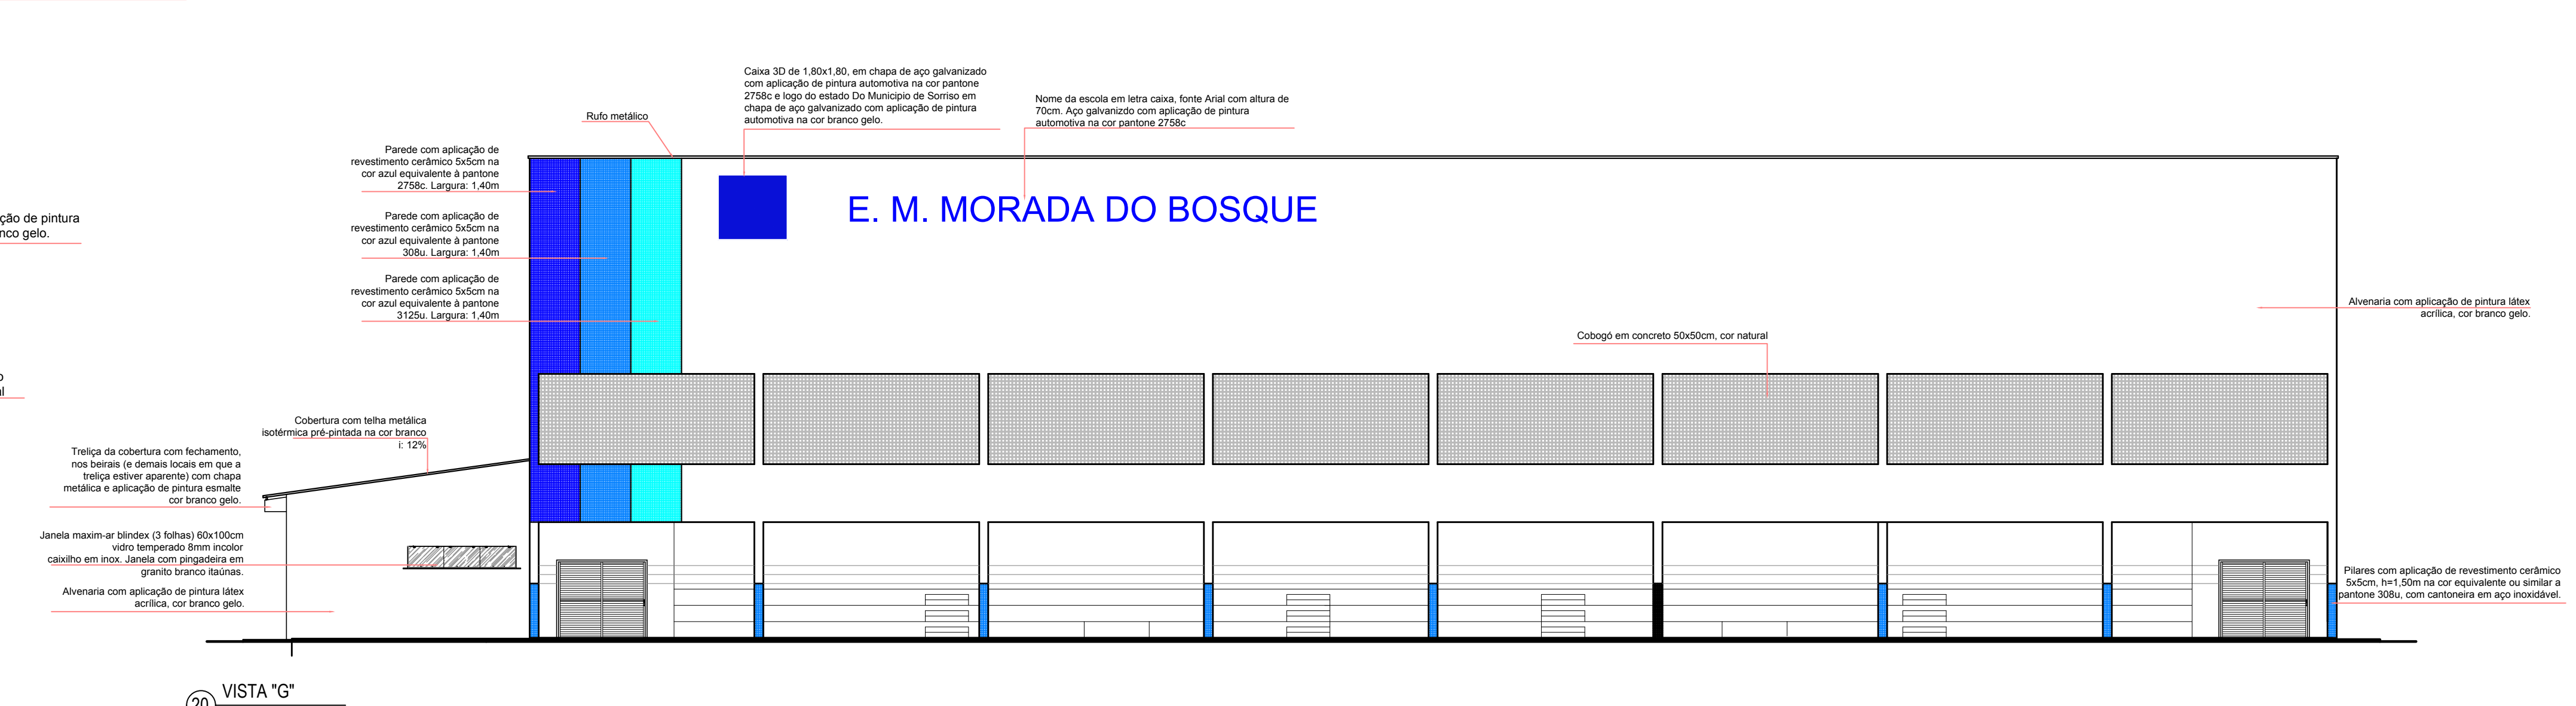 Caixa 3D de 1,80x1,80, em chapa de aço galvanizado
com aplicação de pintura automotiva na cor pantone
2758c e logo do estado Do Municipio de Sorriso em
chapa de aço galvanizado com aplicação de pintura
automotiva na cor branco gelo.
Nome da escola em letra caixa, fonte Arial com altura de
70cm. Aço galvanizdo com aplicação de pintura
automotiva na cor pantone 2758c
Rufo metálico
Parede com aplicação de
revestimento cerâmico 5x5cm na
cor azul equivalente à pantone
2758c. Largura: 1,40m
Parede com aplicação de
revestimento cerâmico 5x5cm na
cor azul equivalente à pantone
308u. Largura: 1,40m
Parede com aplicação de
revestimento cerâmico 5x5cm na
cor azul equivalente à pantone
3125u. Largura: 1,40m
ção de pintura
nco gelo.
E. M. MORADA DO BOSQUE
Alvenaria com aplicação de pintura látex
acrílica, cor branco gelo.
Cobogó em concreto 50x50cm, cor natural
Cobertura com telha metálica
isotérmica pré-pintada na cor branco
i: 12%
Treliça da cobertura com fechamento,
nos beirais (e demais locais em que a
treliça estiver aparente) com chapa
metálica e aplicação de pintura esmalte
cor branco gelo.
Janela maxim-ar blindex (3 folhas) 60x100cm
vidro temperado 8mm incolor
caixilho em inox. Janela com pingadeira em
granito branco itaúnas.
Alvenaria com aplicação de pintura látex
acrílica, cor branco gelo.
Pilares com aplicação de revestimento cerâmico
5x5cm, h=1,50m na cor equivalente ou similar a
pantone 308u, com cantoneira em aço inoxidável.
20
VISTA "G"